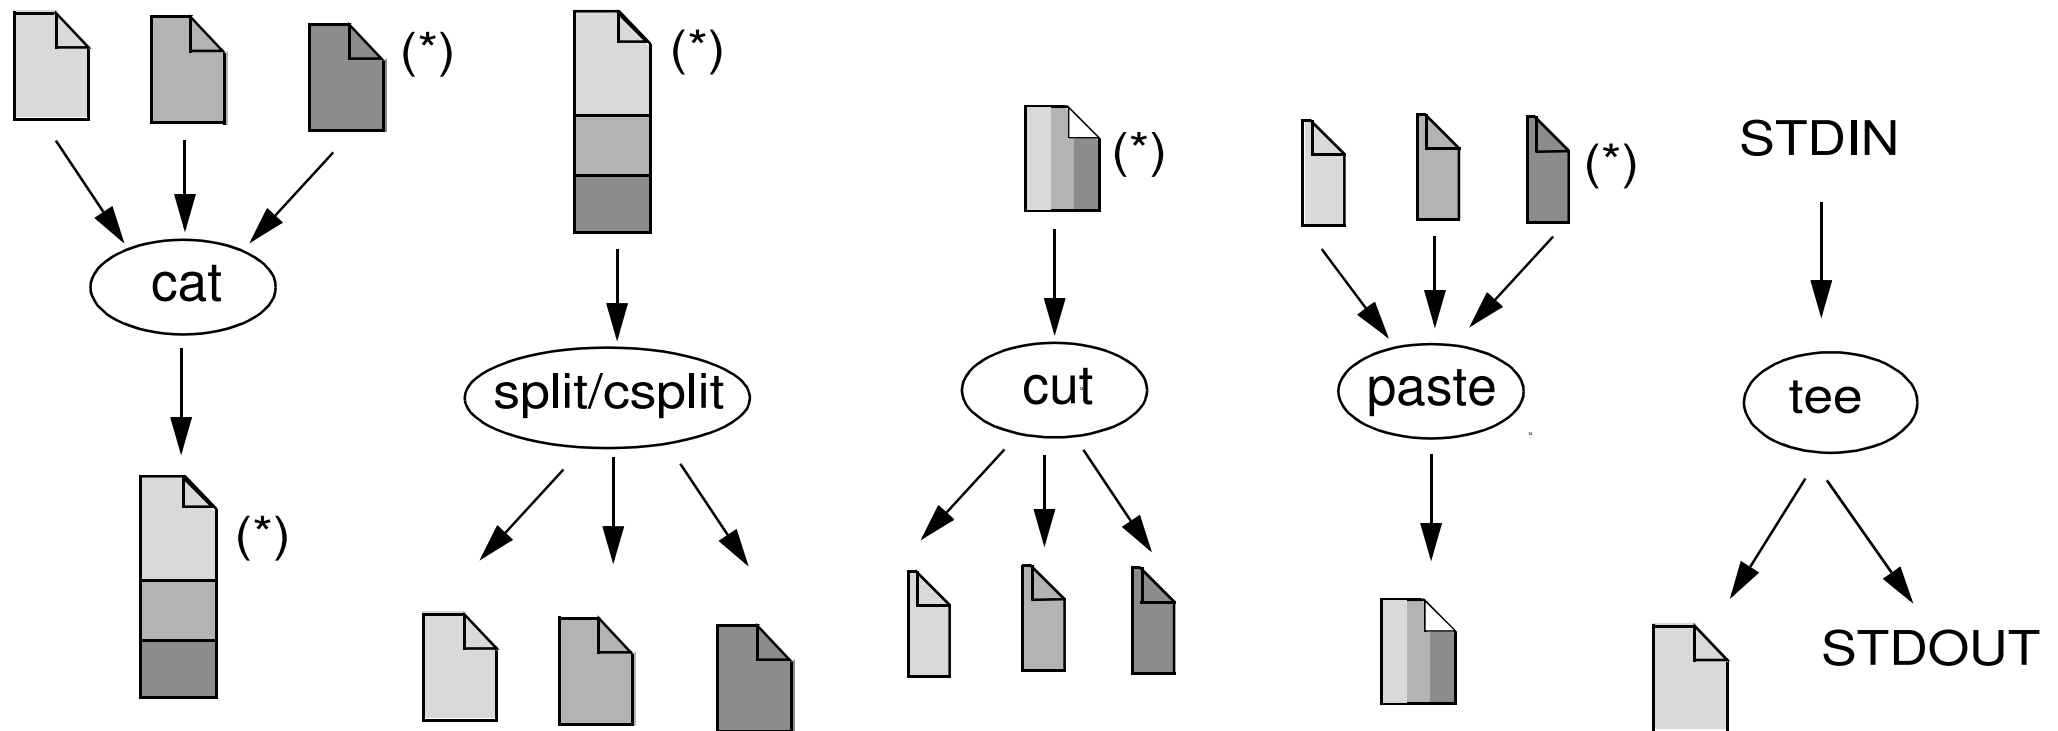 (*)
(*)
(*)
(*)
STDIN
cat
split/csplit
cut
paste
tee
(*)
STDOUT